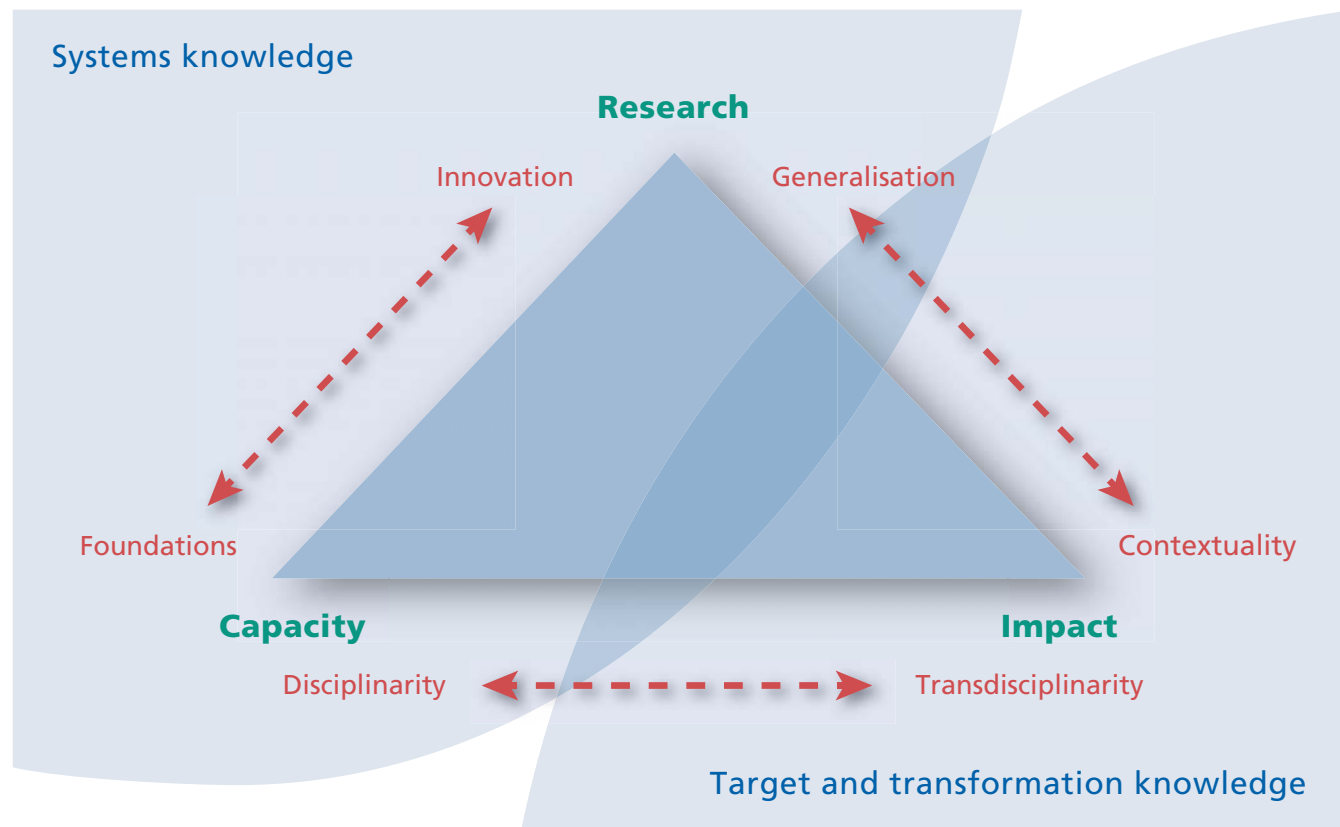 Systems knowledge
Research
Innovation
Generalisation
Foundations
Contextuality
Capacity
Impact
Disciplinarity
Transdisciplinarity
Target and transformation knowledge